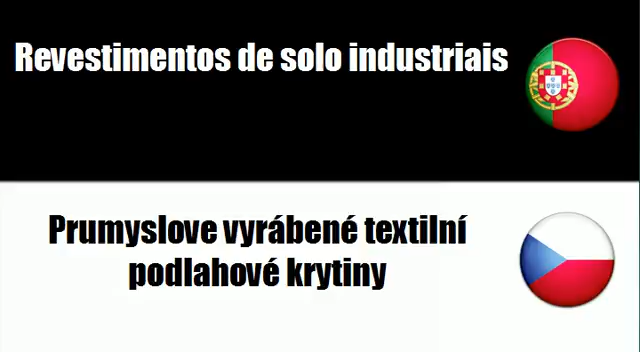 Revestimentos de solo industriais
Prumyslove vyrábené textilní
podlahové krytiny